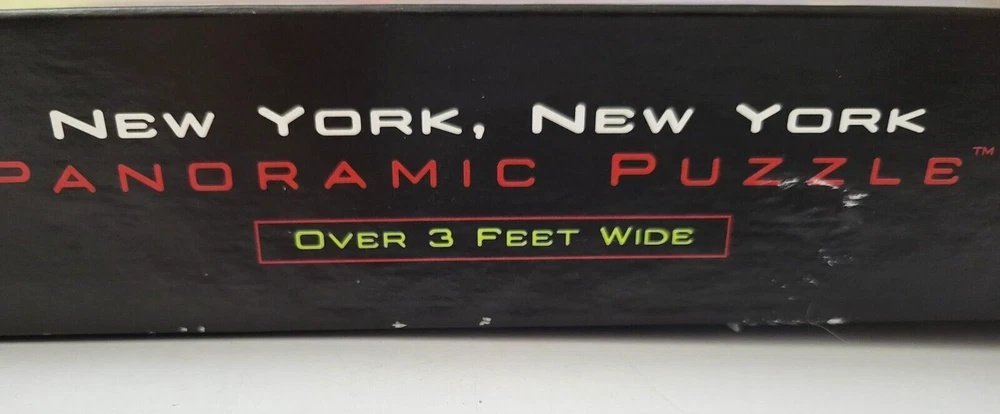 New York, New York
Panoramic Puzzle™
Over 3 Feet Wide